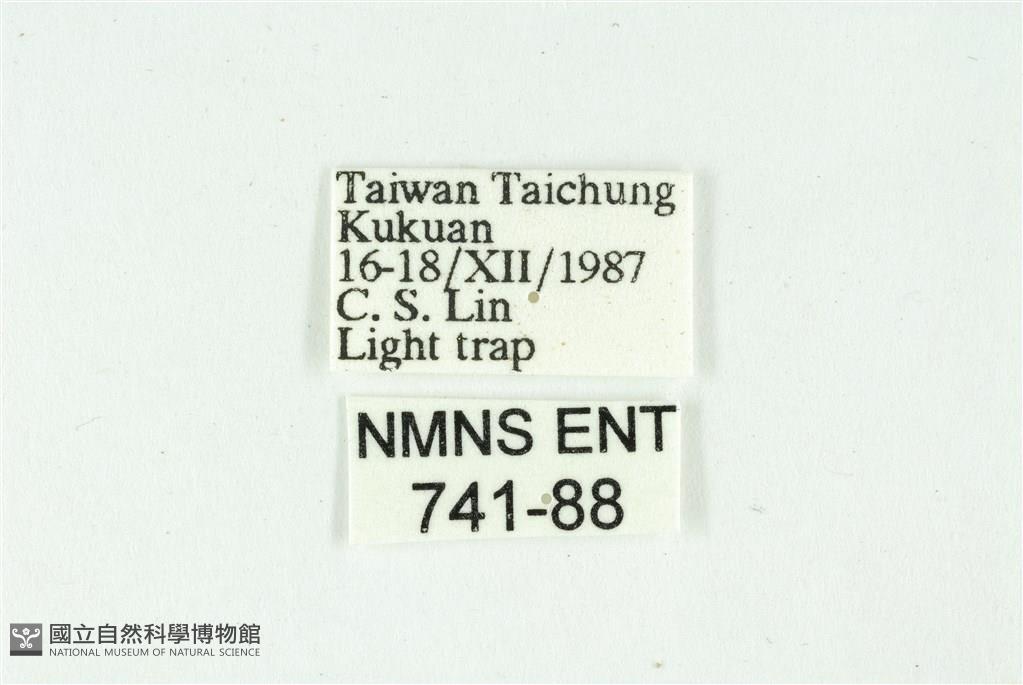 Taiwan Taichung
Kukuan
16-18/XII/1987
C. S. Lin
Light trap
NMNS ENT
741-88
國立自然科學博物館
NATIONAL MUSEUM OF NATURAL SCIENCE